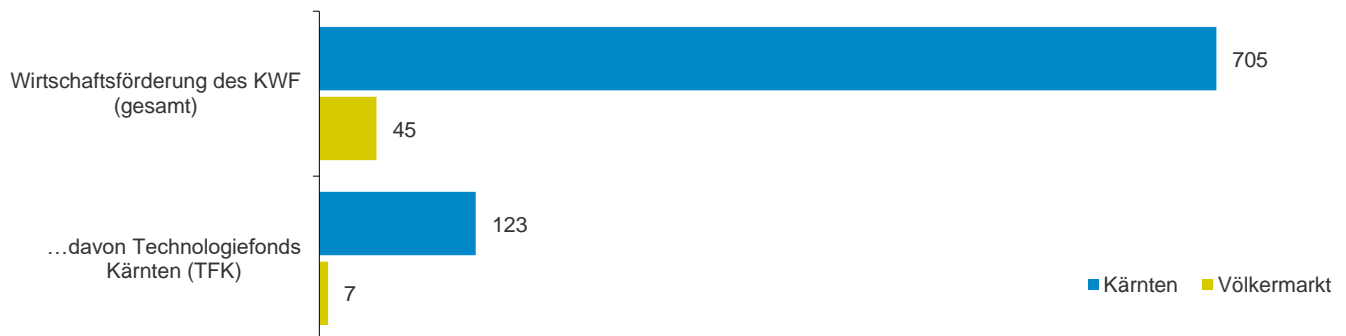 705
Wirtschaftsförderung des KWF
(gesamt)
45
123
…davon Technologiefonds
Kärnten (TFK)
7
Kärnten Völkermarkt